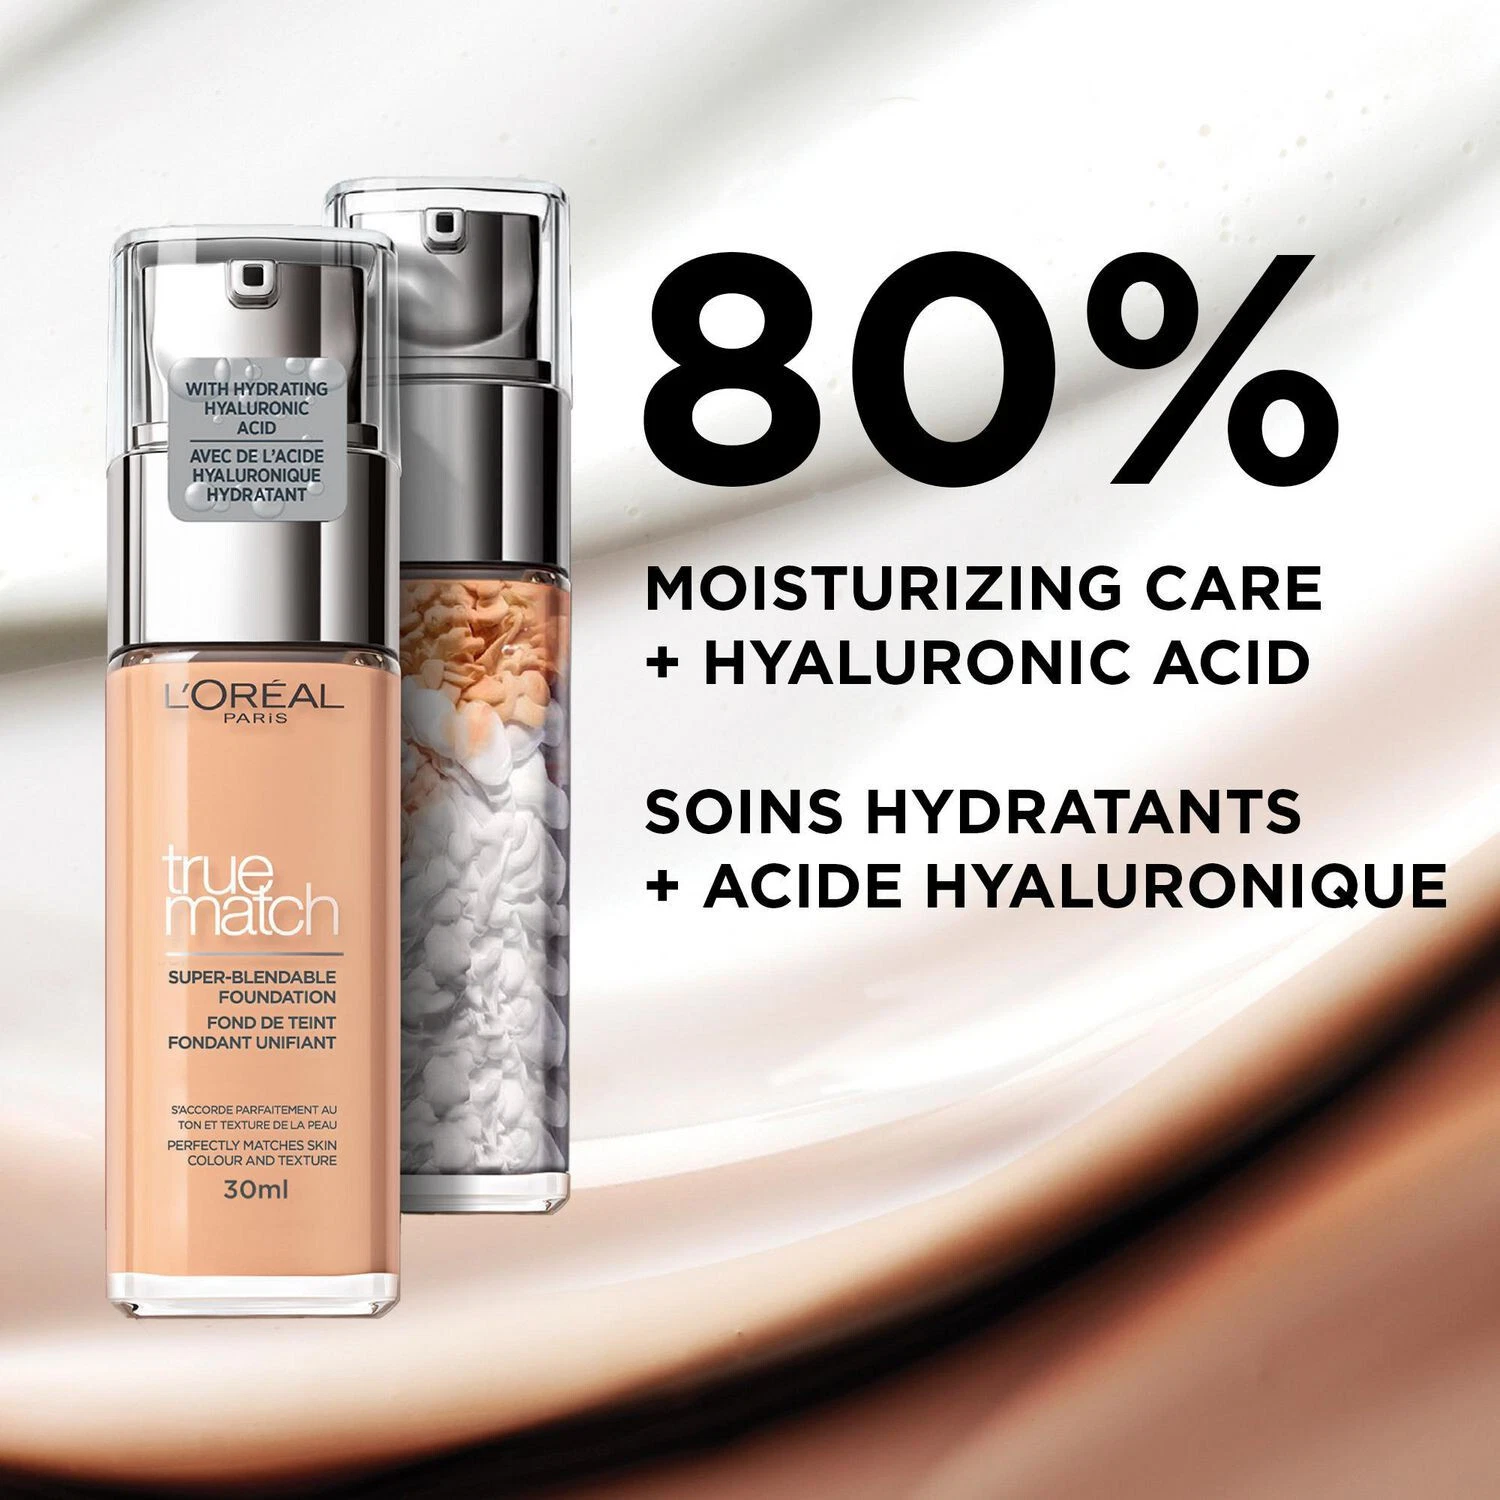 WITH HYDRATING
HYALURONIC
ACID
AVEC DE L'ACIDE
HYALURONIQUE
HYDRATANT
L'ORÉAL
PARIS
true
match
SUPER-BLENDABLE
FOUNDATION
FOND DE TEINT
FONDANT UNIFIANT
S'ACCORDE PARFAITEMENT AU
TON ET TEXTURE DE LA PEAU
PERFECTLY MATCHES SKIN
COLOUR AND TEXTURE
30ml
80%
MOISTURIZING CARE
+ HYALURONIC ACID
SOINS HYDRATANTS
+ ACIDE HYALURONIQUE